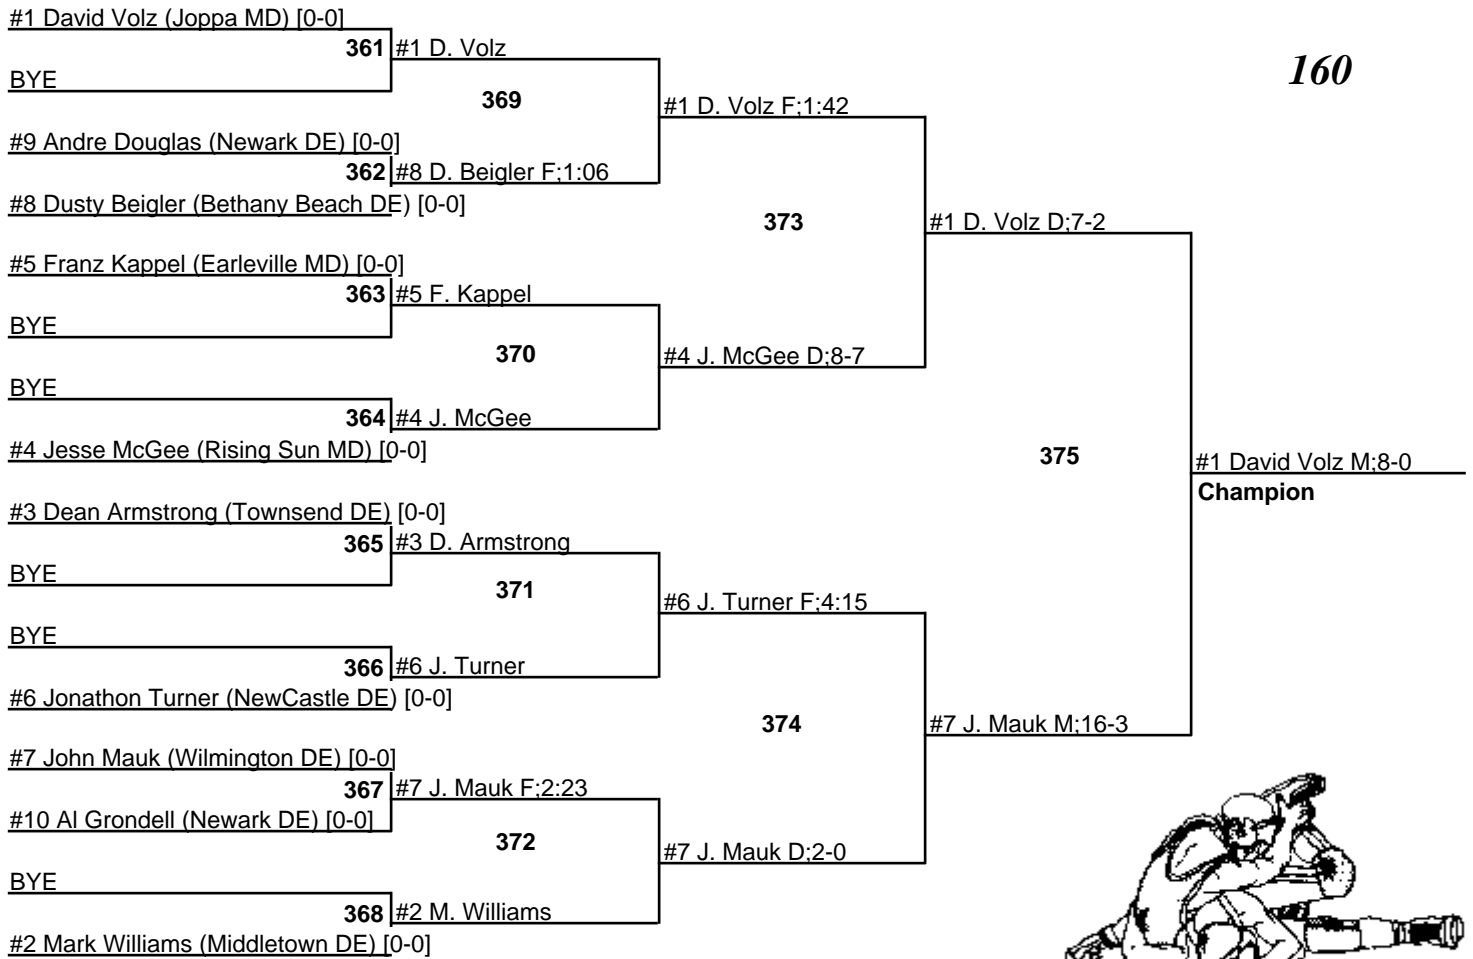 #1 David Volz (Joppa MD) [0-0]
361 #1 D. Volz
160
BYE
369
#1 D. Volz F;1:42
#9 Andre Douglas (Newark DE) [0-0]
362 #8 D. Beigler F;1:06
#8 Dusty Beigler (Bethany Beach DE) [0-0]
373
#1 D. Volz D;7-2
#5 Franz Kappel (Earleville MD) [0-0]
363 #5 F. Kappel
BYE
370
#4 J. McGee D;8-7
BYE
364 #4 J. McGee
#4 Jesse McGee (Rising Sun MD) [0-0]
375
#1 David Volz M;8-0
Champion
#3 Dean Armstrong (Townsend DE) [0-0]
365 #3 D. Armstrong
BYE
371
#6 J. Turner F;4:15
BYE
366 #6 J. Turner
#6 Jonathon Turner (NewCastle DE) [0-0]
374
#7 J. Mauk M;16-3
#7 John Mauk (Wilmington DE) [0-0]
367 #7 J. Mauk F;2:23
#10 Al Grondell (Newark DE) [0-0]
372
#7 J. Mauk D;2-0
BYE
368 #2 M. Williams
#2 Mark Williams (Middletown DE) [0-0]